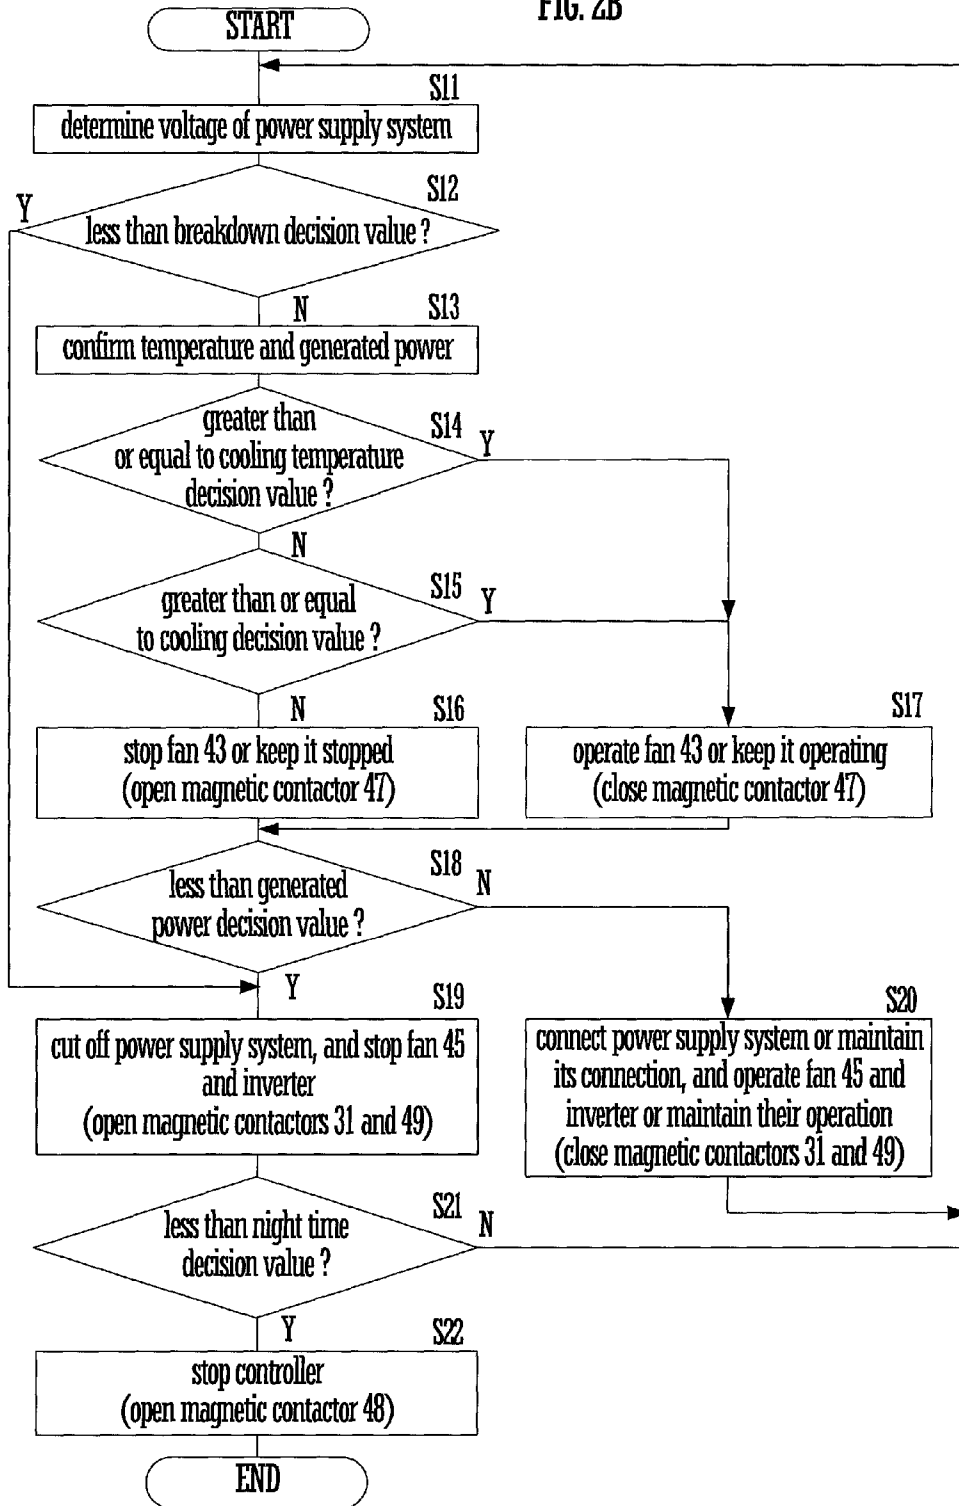 FIG. 2B
START
S11
determine voltage of power supply system
S12
Y
less than breakdown decision value ?
N
S13
confirm temperature and generated power
greater than
or equal to cooling temperature
decision value ?
S14
Y
N
greater than or equal
to cooling decision value ?
S15
Y
N
S16
stop fan 43 or keep it stopped
(open magnetic contactor 47)
S17
operate fan 43 or keep it operating
(close magnetic contactor 47)
S18
less than generated
power decision value ?
N
Y
S19
cut off power supply system, and stop fan 45
and inverter
(open magnetic contactors 31 and 49)
S20
connect power supply system or maintain
its connection, and operate fan 45 and
inverter or maintain their operation
(close magnetic contactors 31 and 49)
S21
less than night time
decision value ?
N
Y
S22
stop controller
(open magnetic contactor 48)
END